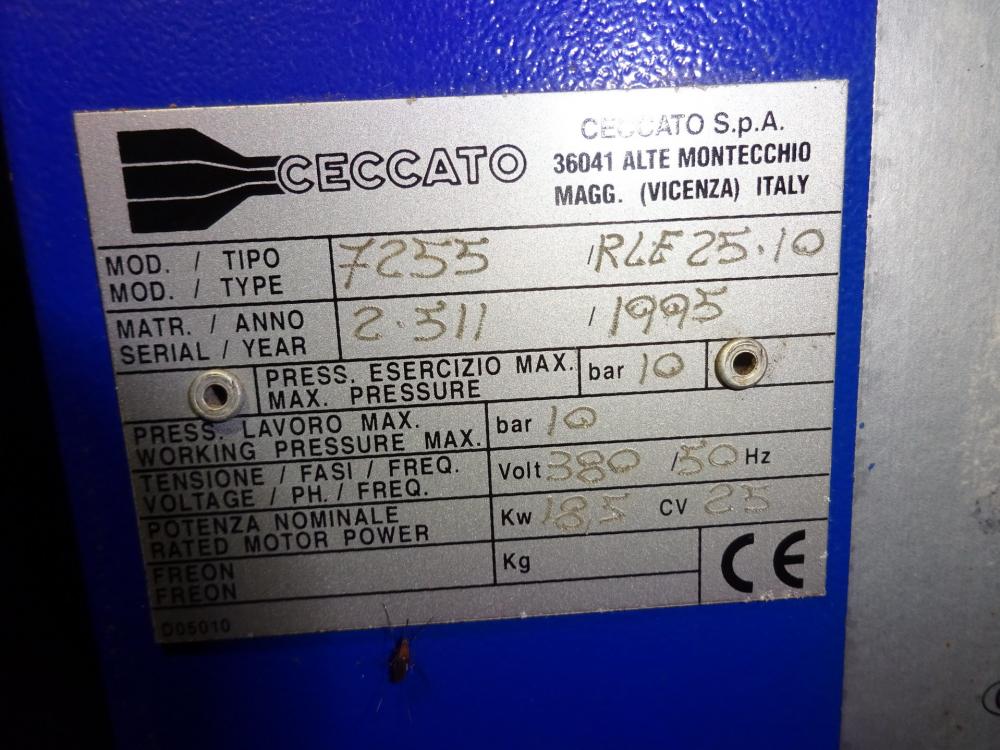 CECCATO
CECCATO S.p.A.
36041 ALTE MONTECCHIO
MAGG. (VICENZA) ITALY
MOD. / TIPO
MOD. / TYPE
7255 / RLE 25.10
MATR. / ANNO
SERIAL / YEAR
2.511 / 1995
PRESS. ESERCIZIO MAX.
MAX. PRESSURE
bar 10
PRESS. LAVORO MAX.
WORKING PRESSURE MAX.
bar 10
TENSIONE / FASI / FREQ.
VOLTAGE / PH. / FREQ.
Volt 380 / 50 Hz
POTENZA NOMINALE
RATED MOTOR POWER
Kw 18,5 CV 25
FREON
FREON
Kg
CE
D05010